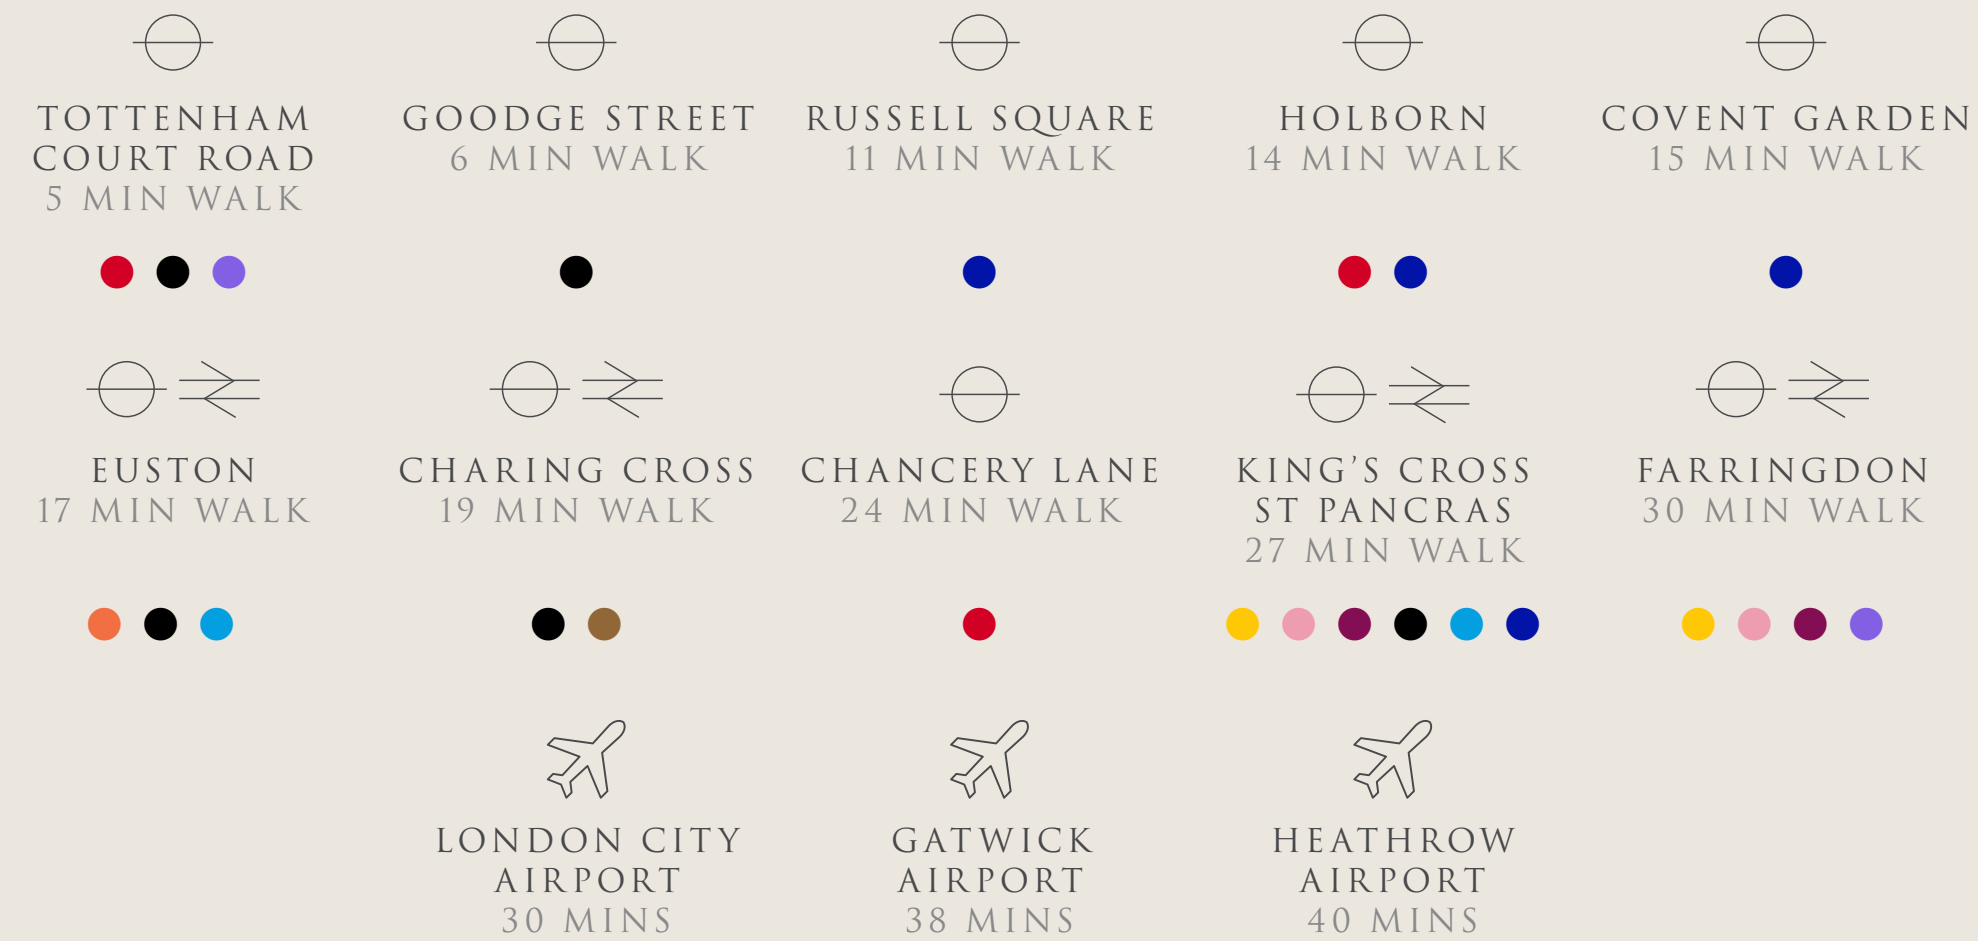 TOTTENHAM
COURT ROAD
5 MIN WALK
GOODGE STREET
6 MIN WALK
RUSSELL SQUARE
11 MIN WALK
HOLBORN
14 MIN WALK
COVENT GARDEN
15 MIN WALK
EUSTON
17 MIN WALK
CHARING CROSS
19 MIN WALK
CHANCERY LANE
24 MIN WALK
KING’S CROSS
ST PANCRAS
27 MIN WALK
FARRINGDON
30 MIN WALK
LONDON CITY
AIRPORT
30 MINS
GATWICK
AIRPORT
38 MINS
HEATHROW
AIRPORT
40 MINS